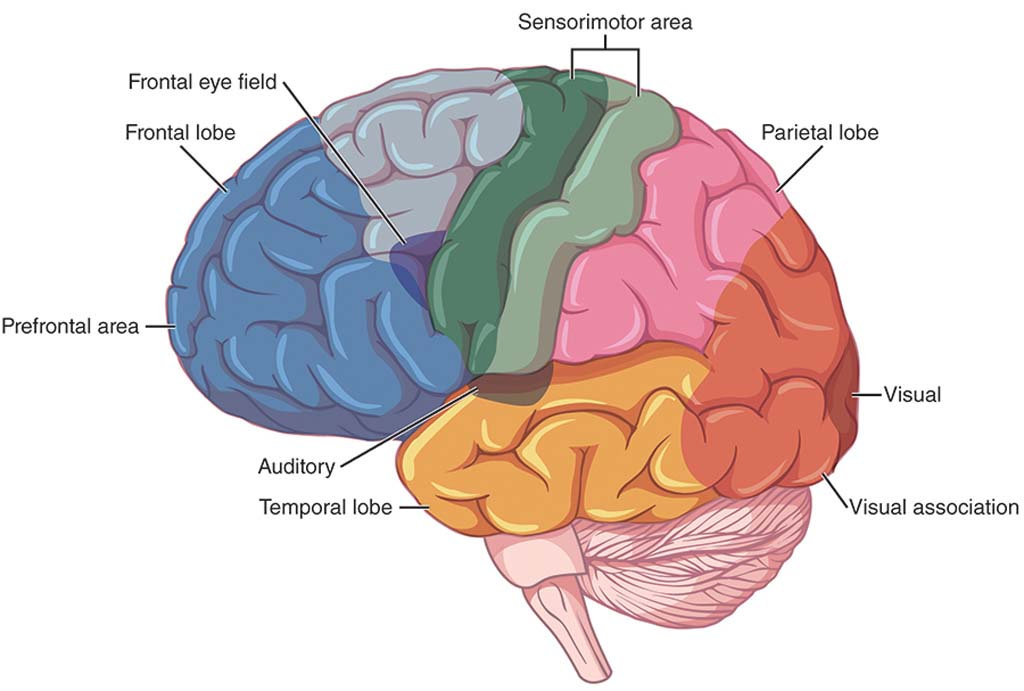 Sensorimotor area
Frontal eye field
Frontal lobe
Parietal lobe
Prefrontal area
Visual
Auditory
Temporal lobe
Visual association